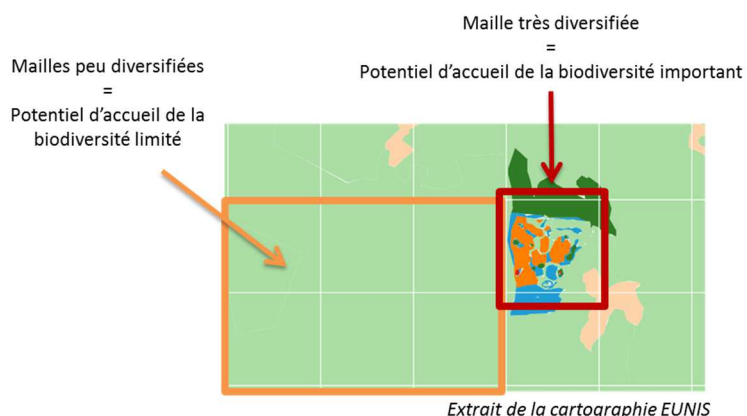 Mailles peu diversifiées
=
Potentiel d’accueil de la
biodiversité limité
Maille très diversifiée
=
Potentiel d’accueil de la biodiversité important
Extrait de la cartographie EUNIS